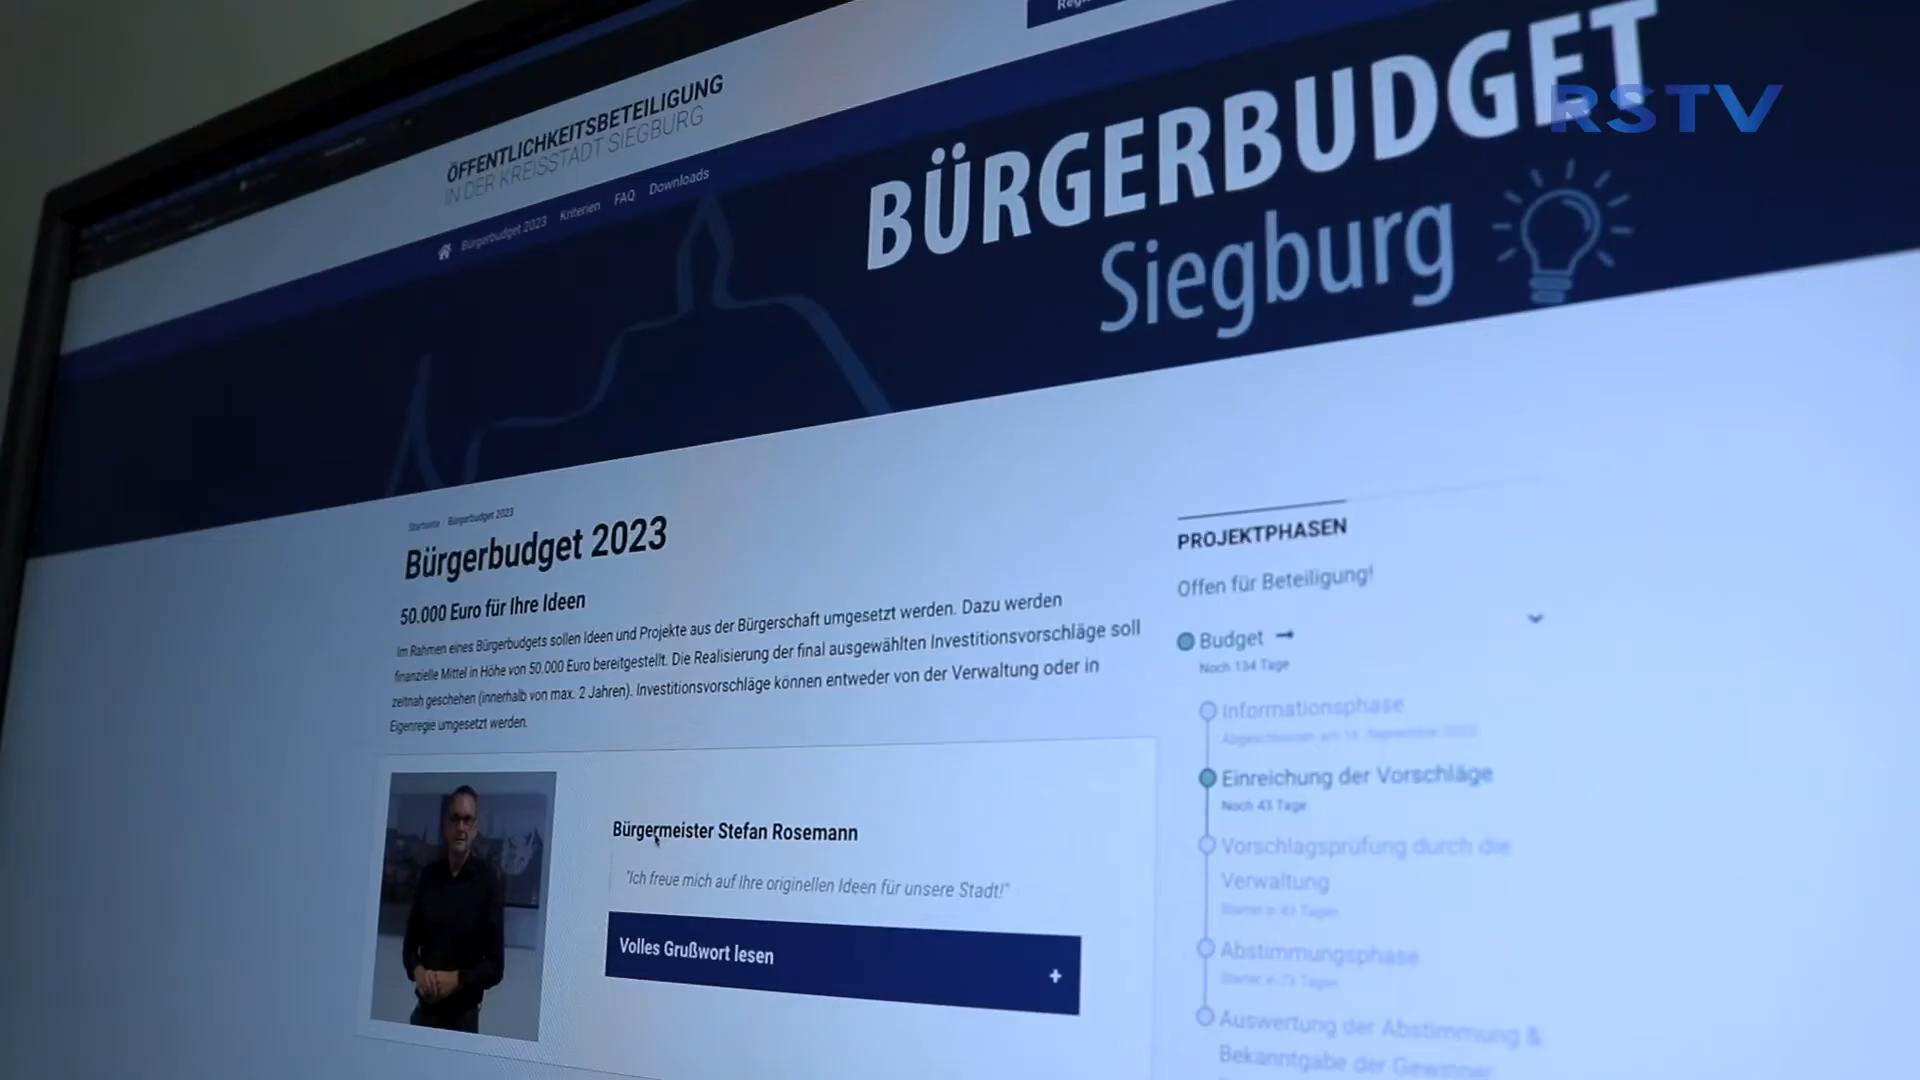 ÖFFENTLICHKEITSBETEILIGUNG
IN DER KREISSTADT SIEGBURG
Bürgerbudget 2023 Kriterien FAQ Downloads
BÜRGERBUDGET
Siegburg
RSTV
Startseite Bürgerbudget 2023
Bürgerbudget 2023
50.000 Euro für Ihre Ideen
Im Rahmen eines Bürgerbudgets sollen Ideen und Projekte aus der Bürgerschaft umgesetzt werden. Dazu werden
finanzielle Mittel in Höhe von 50.000 Euro bereitgestellt. Die Realisierung der final ausgewählten Investitionsvorschläge soll
zeitnah geschehen (innerhalb von max. 2 Jahren). Investitionsvorschläge können entweder von der Verwaltung oder in
Eigenregie umgesetzt werden.
Bürgermeister Stefan Rosemann
"Ich freue mich auf Ihre originellen Ideen für unsere Stadt!"
Volles Grußwort lesen +
PROJEKTPHASEN
Offen für Beteiligung!
Budget →
Noch 134 Tage
Informationsphase
Einreichung der Vorschläge
Noch 43 Tage
Vorschlagsprüfung durch die
Verwaltung
Abstimmungsphase
Auswertung der Abstimmung &
Bekanntgabe der Gewinner